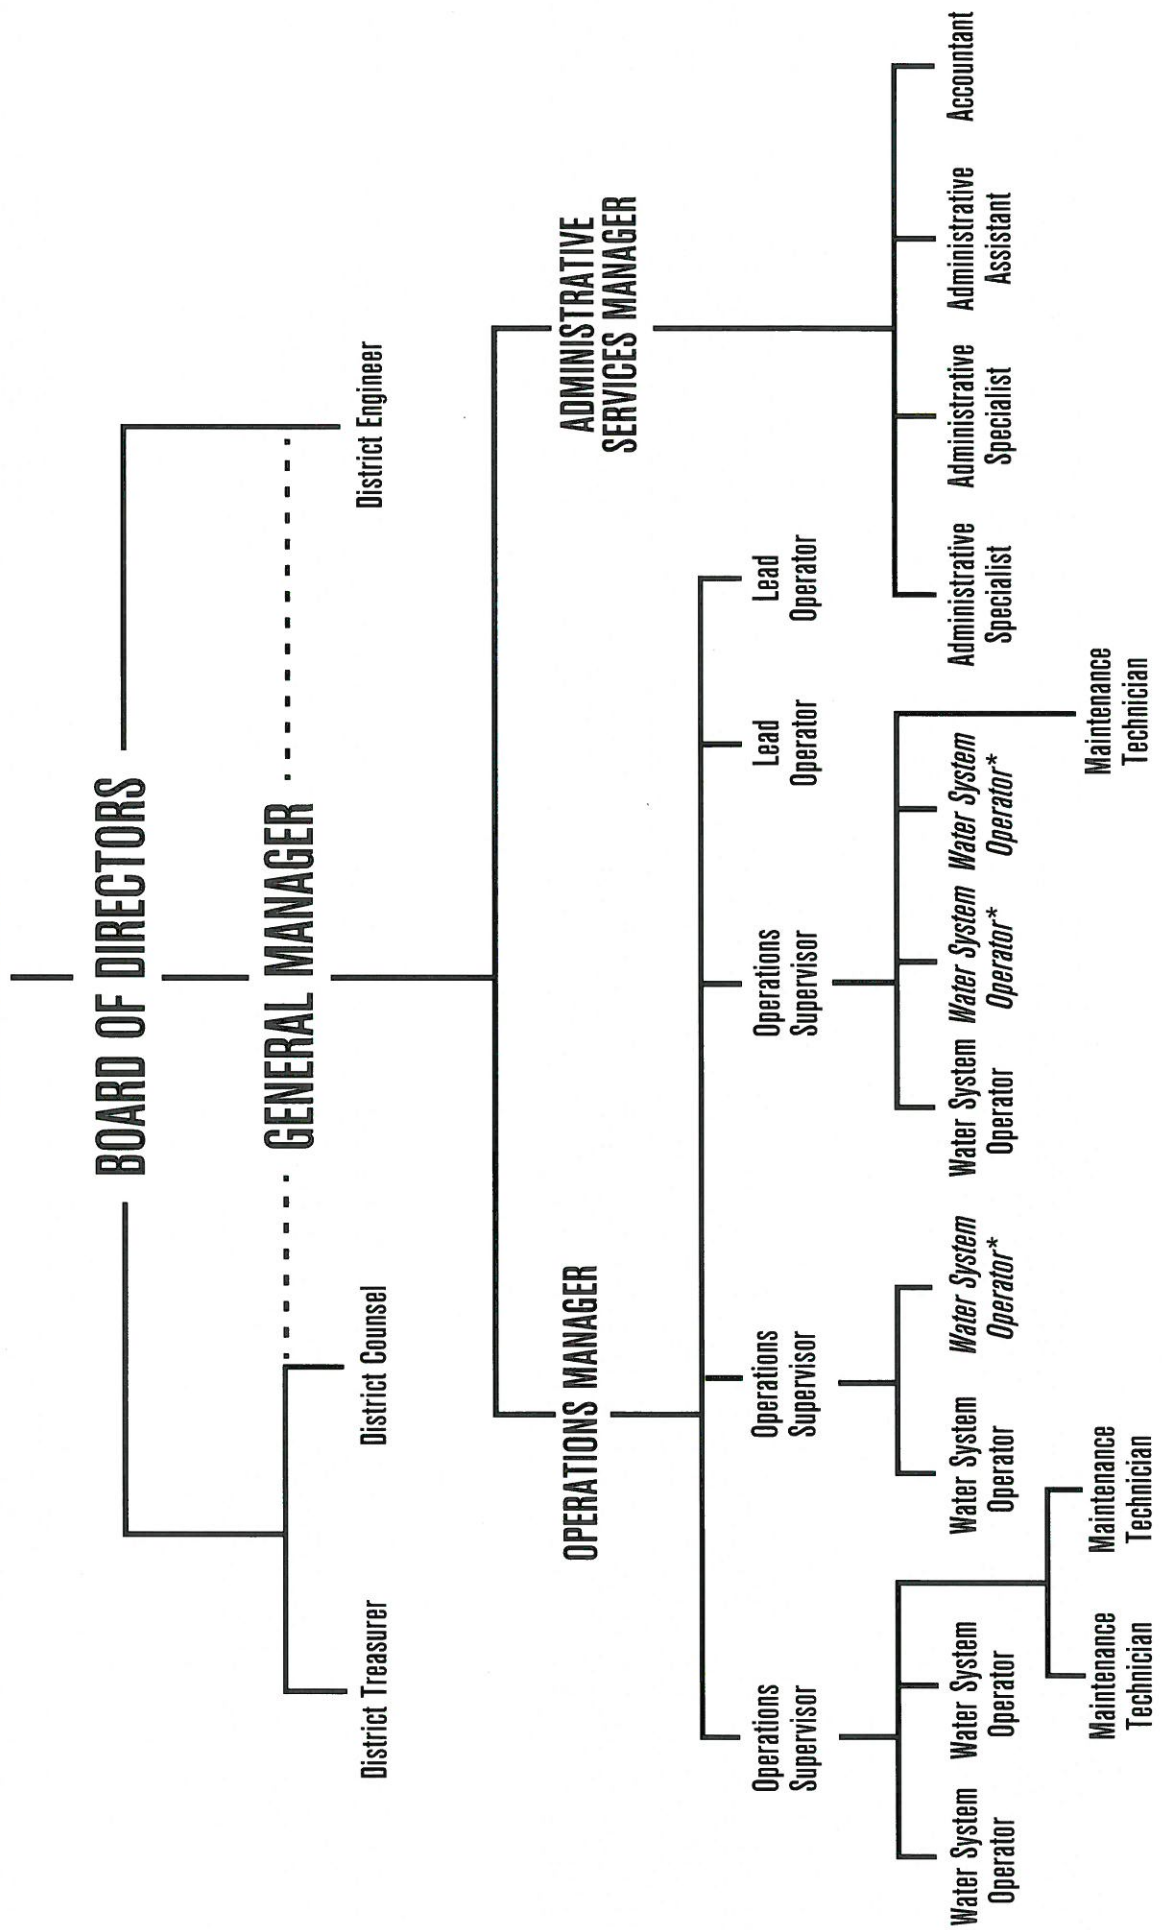 BOARD OF DIRECTORS
GENERAL MANAGER
District Treasurer
District Counsel
District Engineer
OPERATIONS MANAGER
ADMINISTRATIVE
SERVICES MANAGER
Operations
Supervisor
Operations
Supervisor
Operations
Supervisor
Lead
Operator
Lead
Operator
Water System
Operator
Water System
Operator
Water System
Operator
Water System
Operator*
Water System
Operator
Water System
Operator*
Water System
Operator*
Administrative
Specialist
Administrative
Specialist
Administrative
Assistant
Accountant
Maintenance
Technician
Maintenance
Technician
Maintenance
Technician